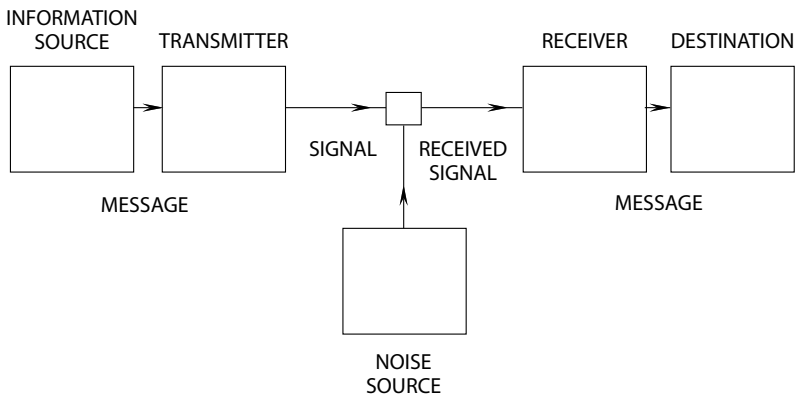 INFORMATION
SOURCE
TRANSMITTER
RECEIVER
DESTINATION
SIGNAL
RECEIVED
SIGNAL
MESSAGE
MESSAGE
NOISE
SOURCE